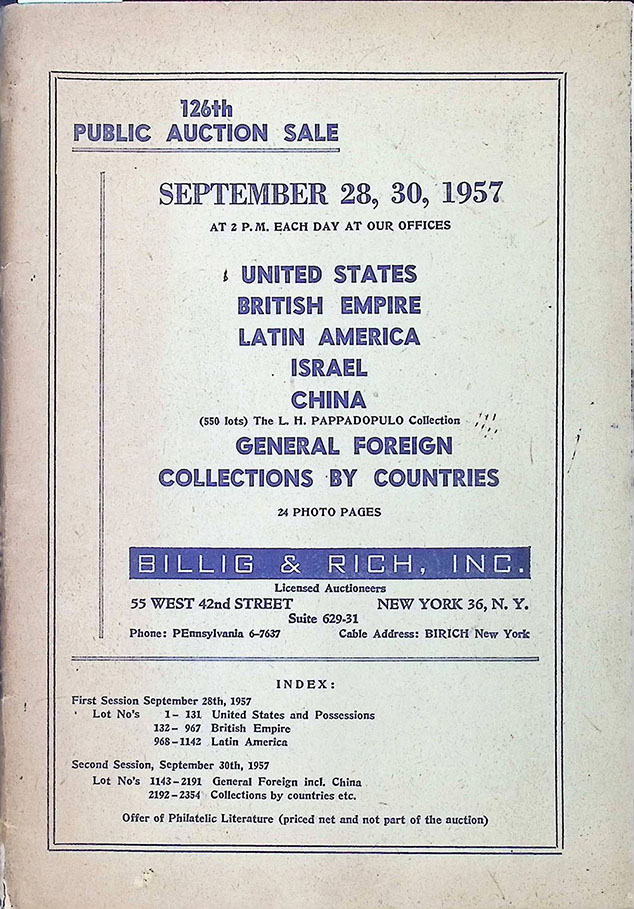 126th
PUBLIC AUCTION SALE
SEPTEMBER 28, 30, 1957
AT 2 P.M. EACH DAY AT OUR OFFICES
UNITED STATES
BRITISH EMPIRE
LATIN AMERICA
ISRAEL
CHINA
(550 lots) The L. H. PAPPADOPULO Collection
GENERAL FOREIGN
COLLECTIONS BY COUNTRIES
24 PHOTO PAGES
BILLIG & RICH, INC.
Licensed Auctioneers
55 WEST 42nd STREET NEW YORK 36, N. Y.
Suite 629-31
Phone: PEnnsylvania 6-7637 Cable Address: BIRICH New York
INDEX:
First Session September 28th, 1957
Lot No's 1– 131 United States and Possessions
132– 967 British Empire
968–1142 Latin America
Second Session, September 30th, 1957
Lot No's 1143–2191 General Foreign incl. China
2192–2354 Collections by countries etc.
Offer of Philatelic Literature (priced net and not part of the auction)